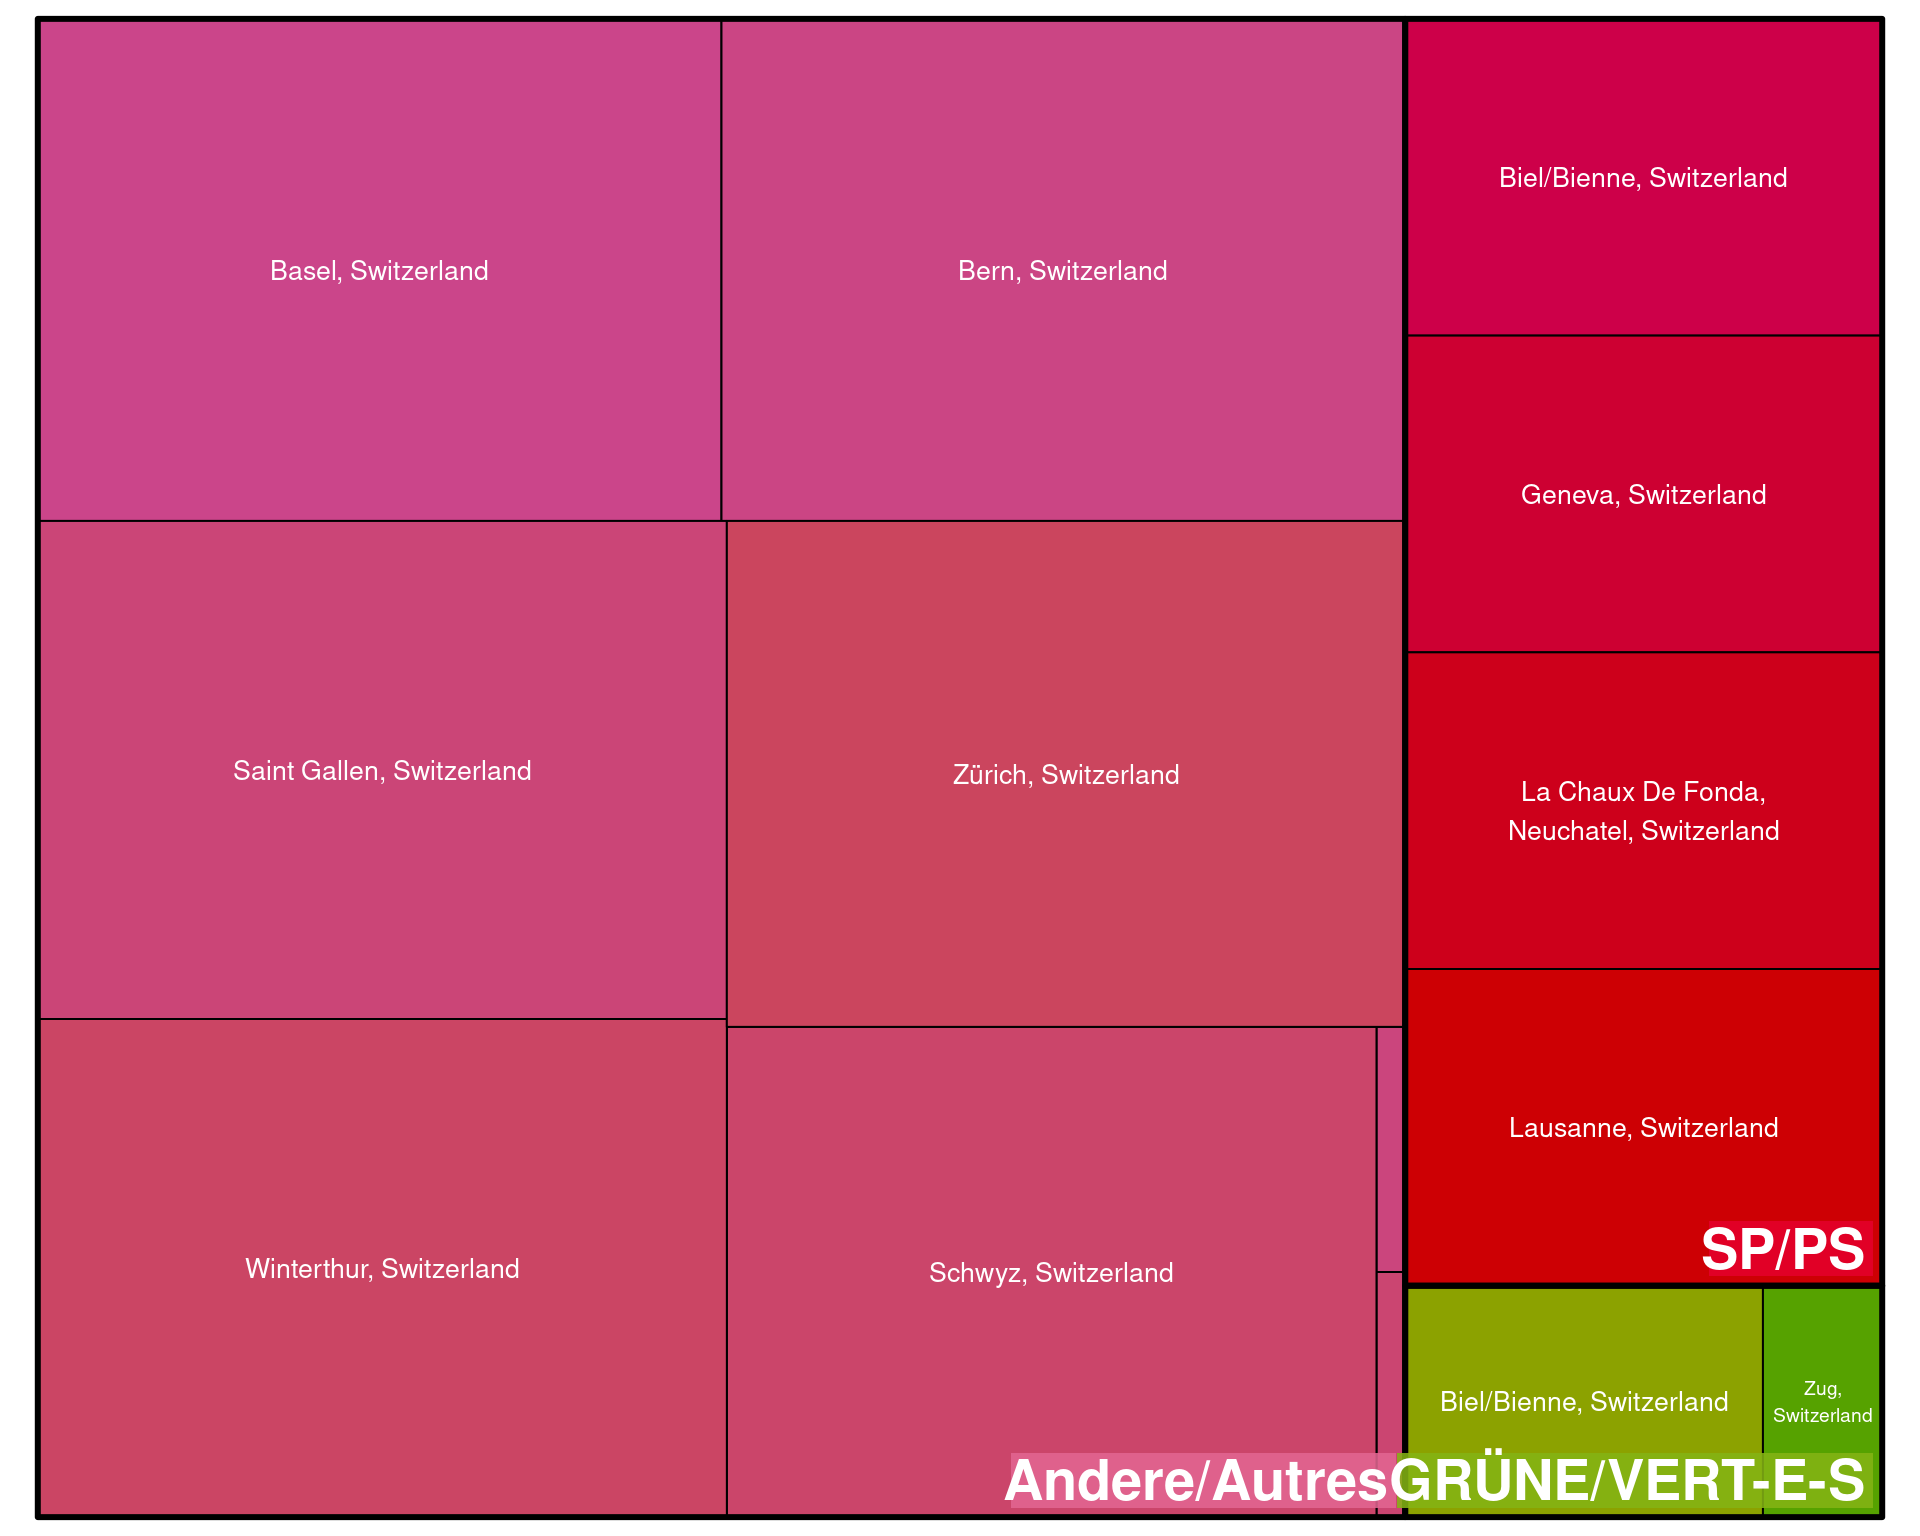 Basel, Switzerland
Bern, Switzerland
Saint Gallen, Switzerland
Zürich, Switzerland
Winterthur, Switzerland
Schwyz, Switzerland
Andere/Autres
Biel/Bienne, Switzerland
Geneva, Switzerland
La Chaux De Fonda,
Neuchatel, Switzerland
Lausanne, Switzerland
SP/PS
Biel/Bienne, Switzerland
Zug,
Switzerland
GRÜNE/VERT-E-S